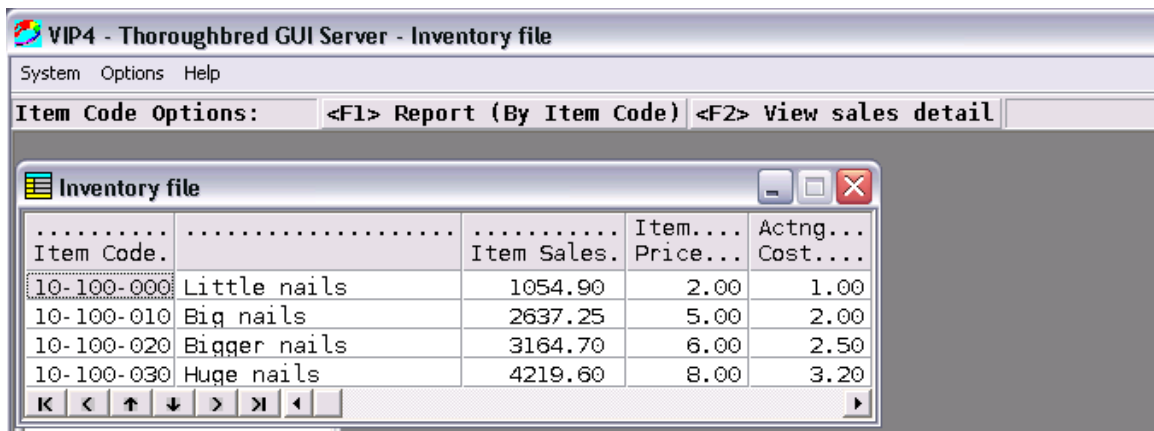 VIP4 - Thoroughbred GUI Server - Inventory file
System Options Help
Item Code Options: <F1> Report (By Item Code) <F2> View sales detail
Inventory file
.......... .................... ........... Item.... Actng...
Item Code. Item Sales. Price... Cost....
10-100-000 Little nails 1054.90 2.00 1.00
10-100-010 Big nails 2637.25 5.00 2.00
10-100-020 Bigger nails 3164.70 6.00 2.50
10-100-030 Huge nails 4219.60 8.00 3.20